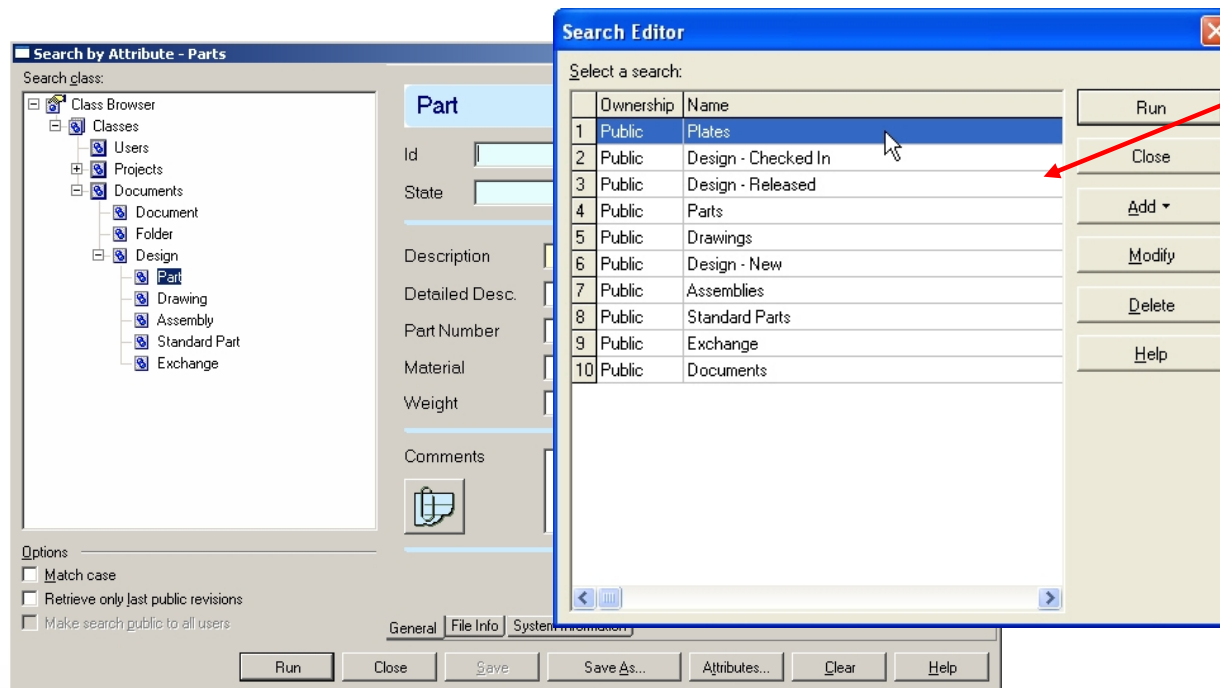 Search by Attribute - Parts
Search class:
Class Browser
Classes
Users
Projects
Documents
Document
Folder
Design
Part
Drawing
Assembly
Standard Part
Exchange
Options
Match case
Retrieve only last public revisions
Make search public to all users
Part
Id
State
Description
Detailed Desc.
Part Number
Material
Weight
Comments
General File Info System Information
Run Close Save Save As... Attributes... Clear Help
Search Editor
Select a search:
Ownership Name
1 Public Plates
2 Public Design - Checked In
3 Public Design - Released
4 Public Parts
5 Public Drawings
6 Public Design - New
7 Public Assemblies
8 Public Standard Parts
9 Public Exchange
10 Public Documents
Run
Close
Add
Modify
Delete
Help